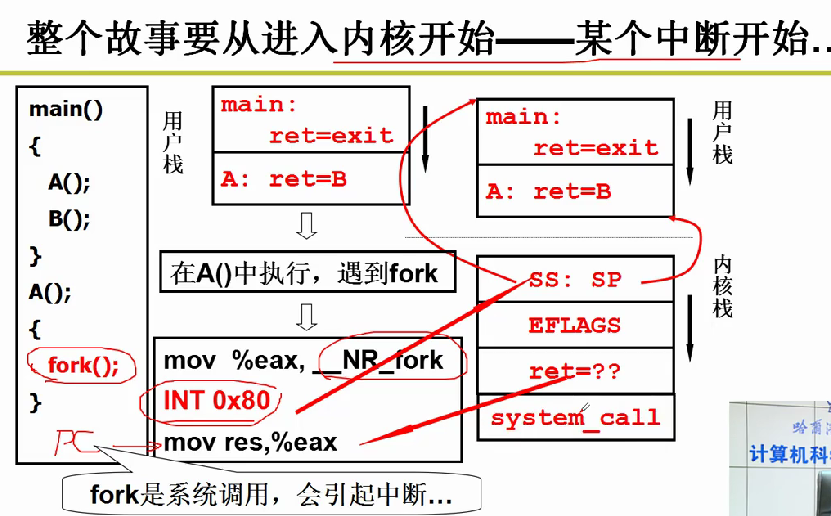 整个故事要从进入内核开始——某个中断开始…
main()
{
A();
B();
}
A();
{
fork();
}
PC
用户栈
main:
ret=exit
A: ret=B
在A()中执行，遇到fork
mov %eax, __NR_fork
INT 0x80
mov res,%eax
fork是系统调用，会引起中断…
main:
ret=exit
A: ret=B
用户栈
SS: SP
EFLAGS
ret=??
system_call
内核栈
计算机科